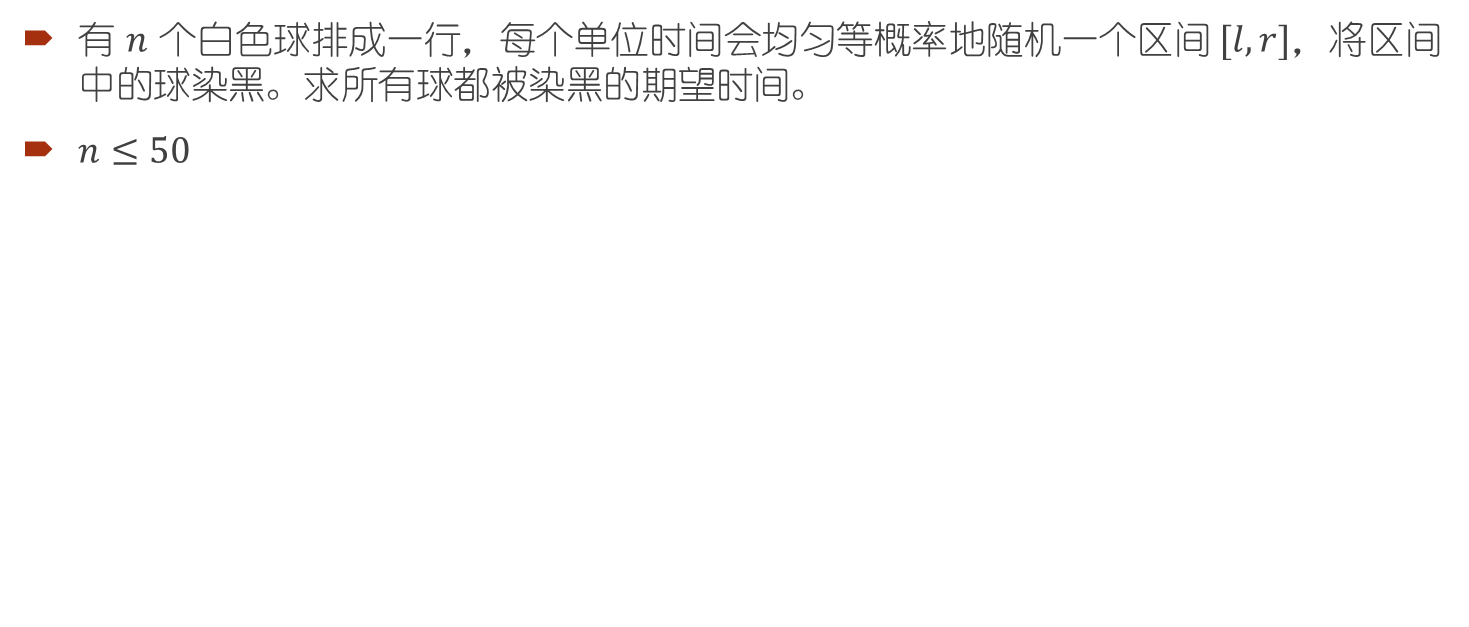 有 n 个白色球排成一行，每个单位时间会均匀等概率地随机一个区间 [l, r]，将区间
中的球染黑。求所有球都被染黑的期望时间。
n ≤ 50